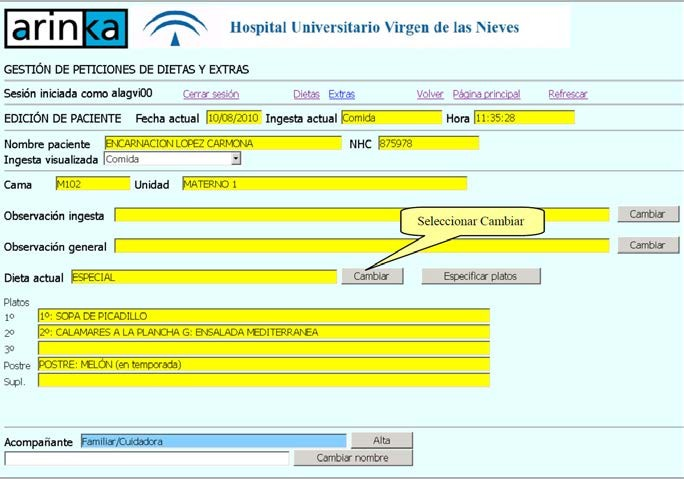 arinka Hospital Universitario Virgen de las Nieves
GESTIÓN DE PETICIONES DE DIETAS Y EXTRAS
Sesión iniciada como alagvi00 Cerrar sesión Dietas Extras Volver Página principal Refrescar
EDICIÓN DE PACIENTE Fecha actual 10/08/2010 Ingesta actual Comida Hora 11:35:28
Nombre paciente ENCARNACION LOPEZ CARMONA NHC 875978
Ingesta visualizada Comida
Cama M102 Unidad MATERNO 1
Observación ingesta Cambiar
Seleccionar Cambiar
Observación general Cambiar
Dieta actual ESPECIAL Cambiar Especificar platos
Platos
1º 1º: SOPA DE PICADILLO
2º 2º: CALAMARES A LA PLANCHA G: ENSALADA MEDITERRANEA
3º
Postre POSTRE: MELÓN (en temporada)
Supl.
Acompañante Familiar/Cuidadora Alta
Cambiar nombre